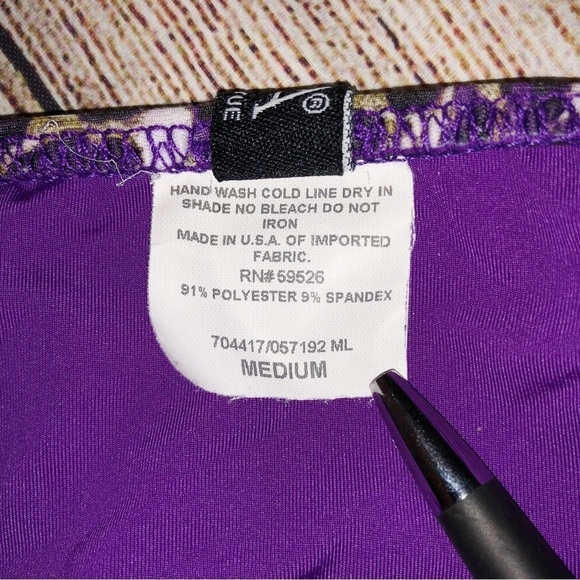 ®
HAND WASH COLD LINE DRY IN
SHADE NO BLEACH DO NOT
IRON
MADE IN U.S.A. OF IMPORTED
FABRIC.
RN#59526
91% POLYESTER 9% SPANDEX
704417/057192 ML
MEDIUM